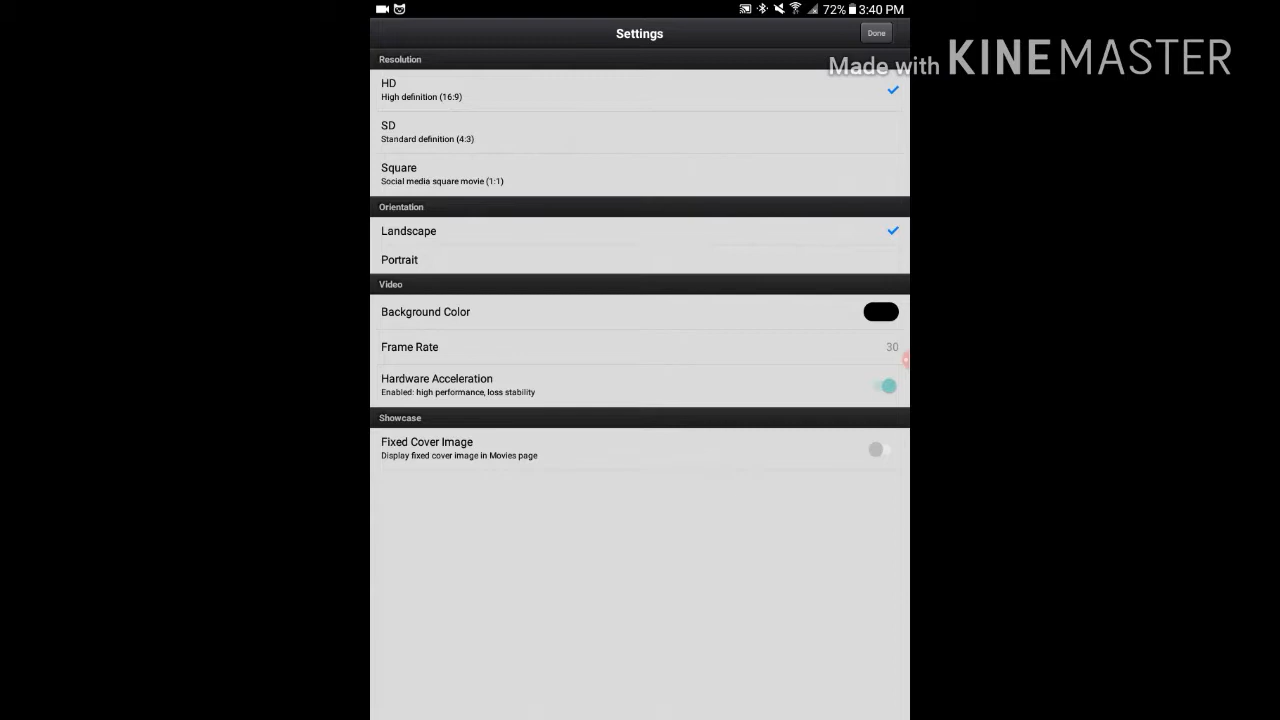 72% 3:40 PM
Settings
Done
Made with KINEMASTER
Resolution
HD
High definition (16:9)
SD
Standard definition (4:3)
Square
Social media square movie (1:1)
Orientation
Landscape
Portrait
Video
Background Color
Frame Rate
30
Hardware Acceleration
Enabled: high performance, loss stability
Showcase
Fixed Cover Image
Display fixed cover image in Movies page